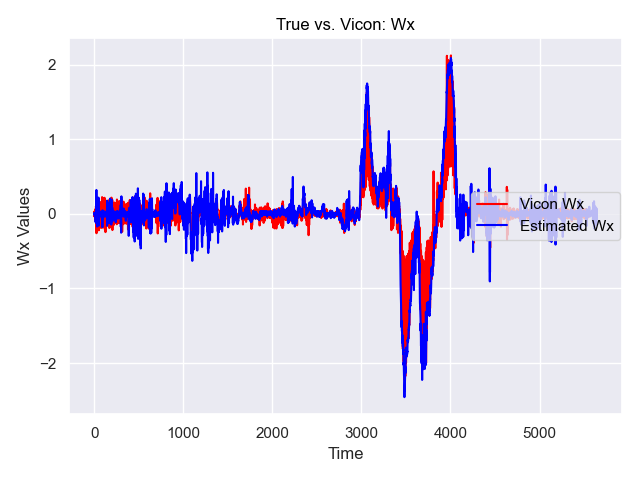 True vs. Vicon: Wx
2
1
0
−1
−2
Wx Values
Vicon Wx
Estimated Wx
0 1000 2000 3000 4000 5000
Time